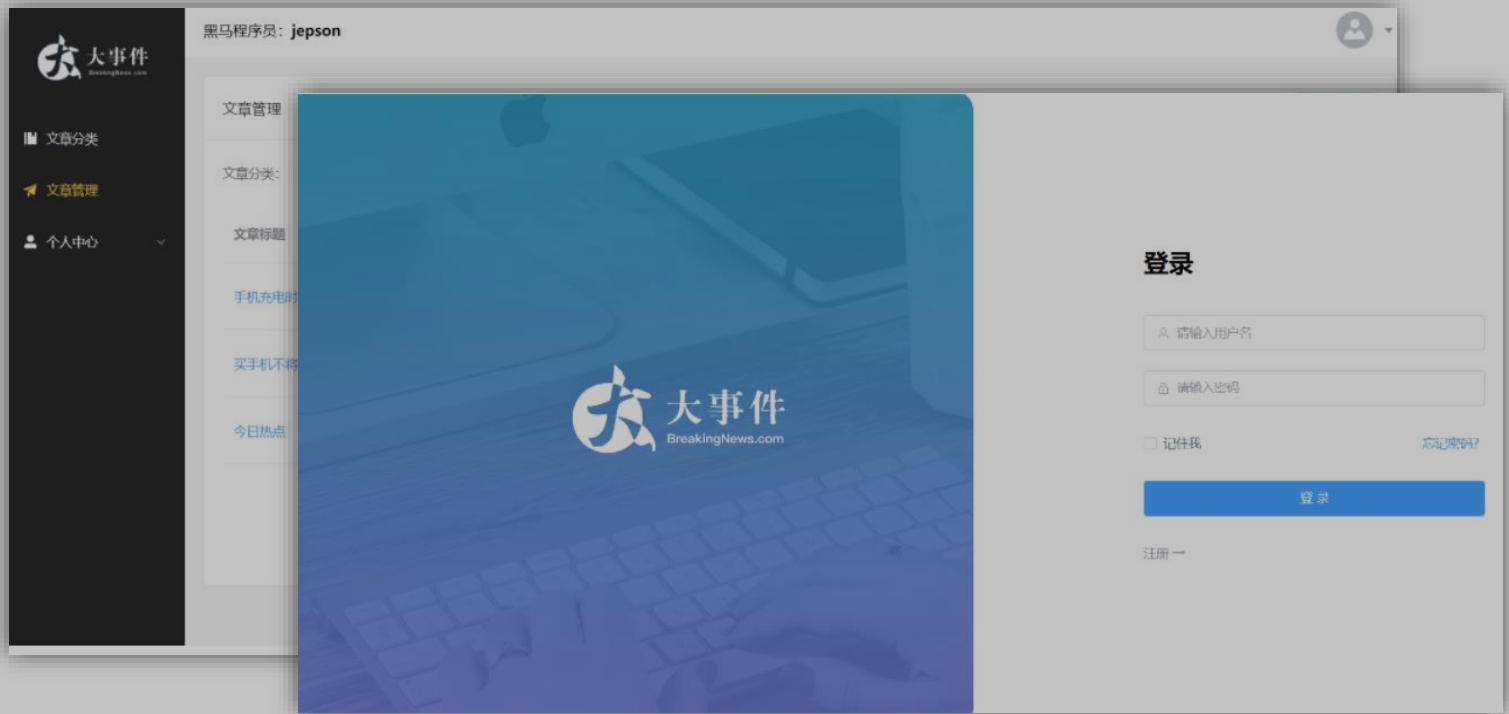 大事件
BreakingNews.com
文章分类
文章管理
个人中心
黑马程序员：jepson
文章管理
文章分类：
文章标题
手机充电时
买手机不将
今日热点
大事件
BreakingNews.com
登录
请输入用户名
请输入密码
记住我 忘记密码?
登 录
注册→